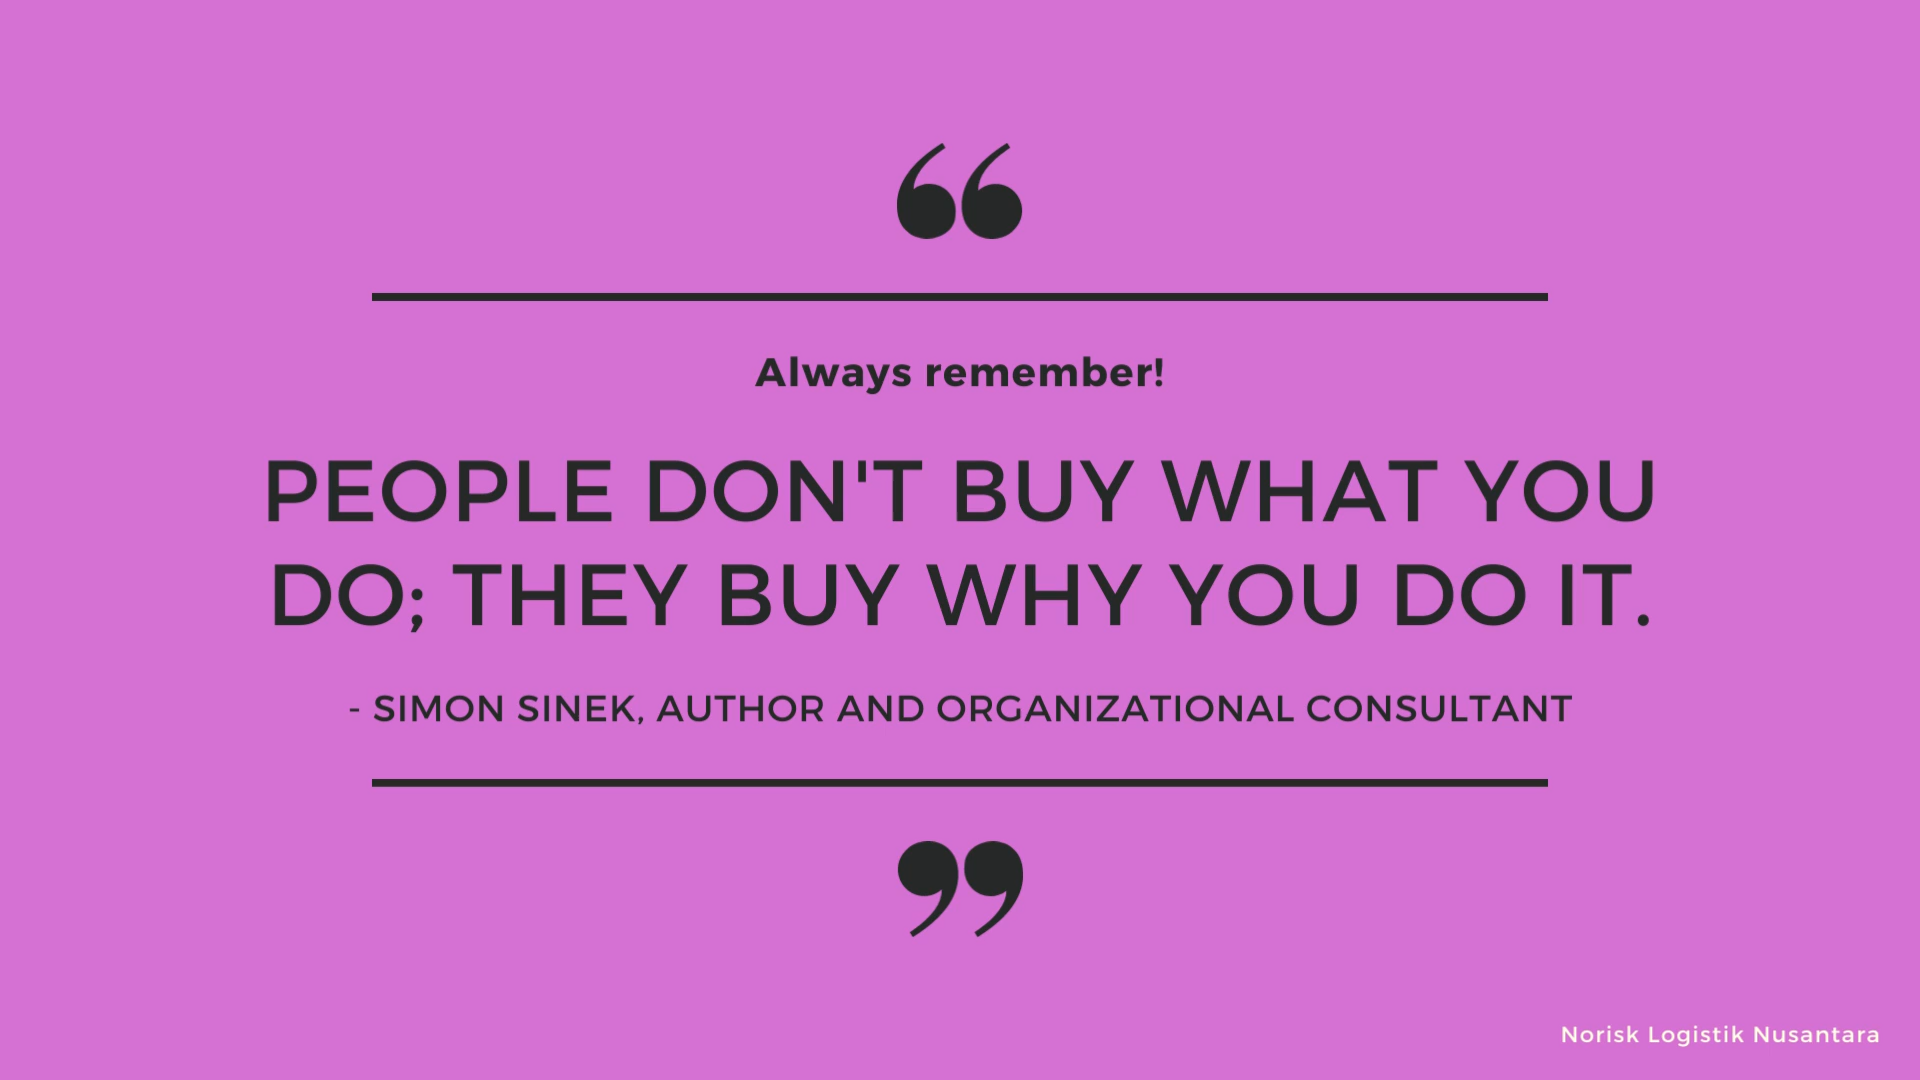 “
Always remember!
PEOPLE DON'T BUY WHAT YOU
DO; THEY BUY WHY YOU DO IT.
- SIMON SINEK, AUTHOR AND ORGANIZATIONAL CONSULTANT
”
Norisk Logistik Nusantara